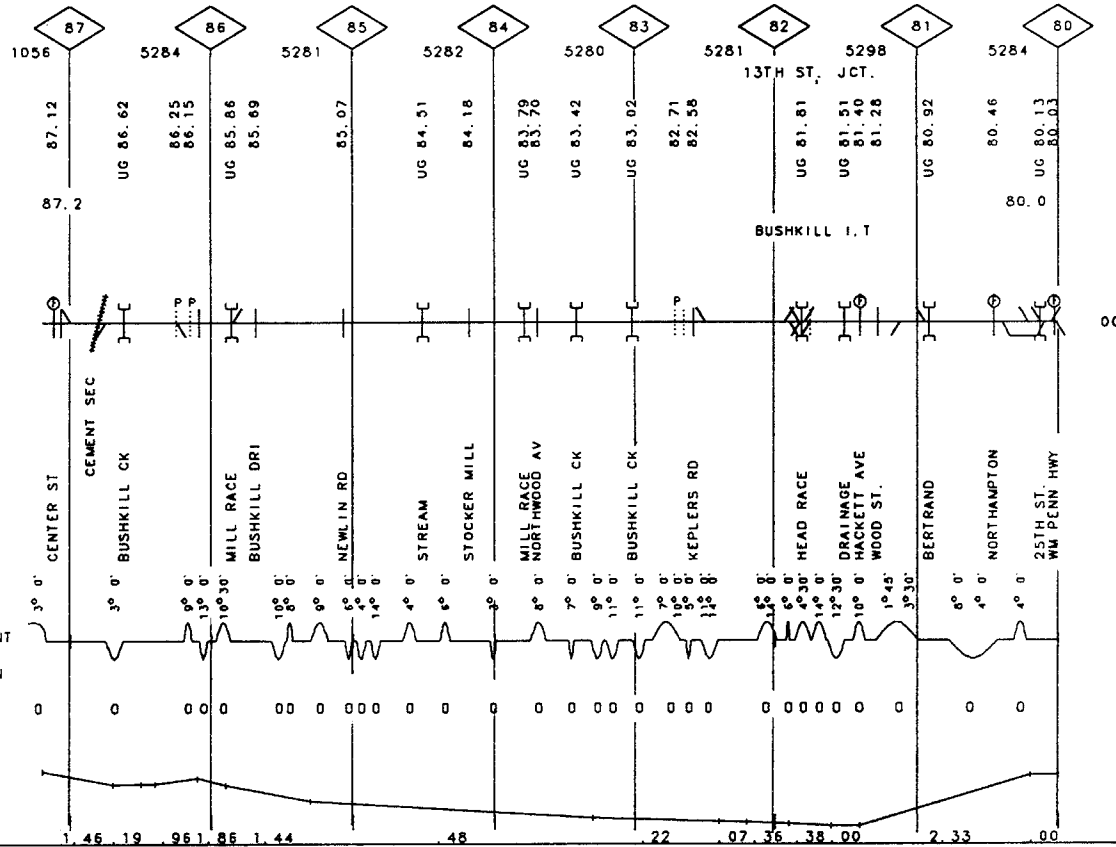 87 86 85 84 83 82 81 80
1056 5284 5281 5282 5280 5281 5298 5284
13TH ST, JCT.
87.12
UG 86.62
86.25
86.15
UG 85.86
85.69
85.07
UG 84.51
84.18
UG 83.79
83.70
UG 83.42
UG 83.02
82.71
82.58
UG 81.81
UG 81.51
81.40
81.28
UG 80.92
80.46
UG 80.13
80.03
87.2
80.0
BUSHKILL I.T
P P P
CENTER ST
CEMENT SEC
BUSHKILL CK
MILL RACE
BUSHKILL DRI
NEWLIN RD
STREAM
STOCKER MILL
MILL RACE
NORTHWOOD AV
BUSHKILL CK
BUSHKILL CK
KEPLERS RD
HEAD RACE
DRAINAGE
HACKETT AVE
WOOD ST.
BERTRAND
NORTHAMPTON
25TH ST.
WM PENN HWY
3° 0'
3° 0'
9° 0'
13° 0'
10° 30'
10° 0'
8° 0'
9° 0'
6° 0'
4° 0'
14° 0'
4° 0'
6° 0'
8° 0'
7° 0'
9° 0'
11° 0'
11° 0'
7° 0'
10° 0'
5° 0'
11° 0'
14° 0'
6° 0'
4° 30'
14° 0'
12° 30'
10° 0'
1° 45'
3° 30'
8° 0'
4° 0'
4° 0'
NT
N
0 0 0 0 0 0 0 0 0 0 0 0 0 0 0 0 0 0 0 0 0 0 0 0 0 0 0 0 0 0 0
1.46 .19 .96 1.86 1.44 .48 .22 .07 .36 .38 .00 2.33 .00